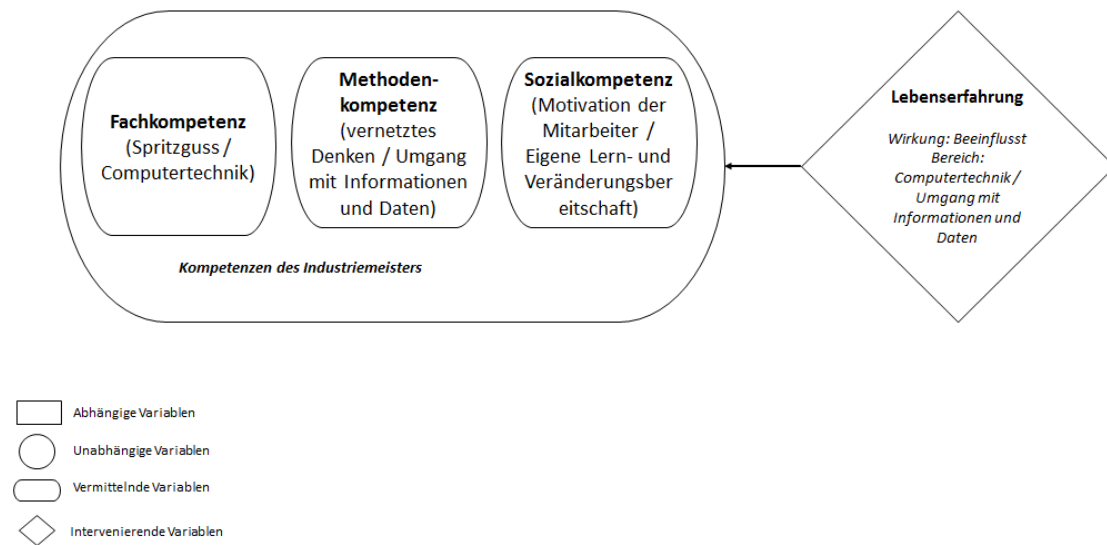 Fachkompetenz
(Spritzguss /
Computertechnik)
Methoden-
kompetenz
(vernetztes
Denken / Umgang
mit Informationen
und Daten)
Sozialkompetenz
(Motivation der
Mitarbeiter /
Eigene Lern- und
Veränderungsber
eitschaft)
Kompetenzen des Industriemeisters
Lebenserfahrung
Wirkung: Beeinflusst
Bereich:
Computertechnik /
Umgang mit
Informationen und
Daten
Abhängige Variablen
Unabhängige Variablen
Vermittelnde Variablen
Intervenierende Variablen